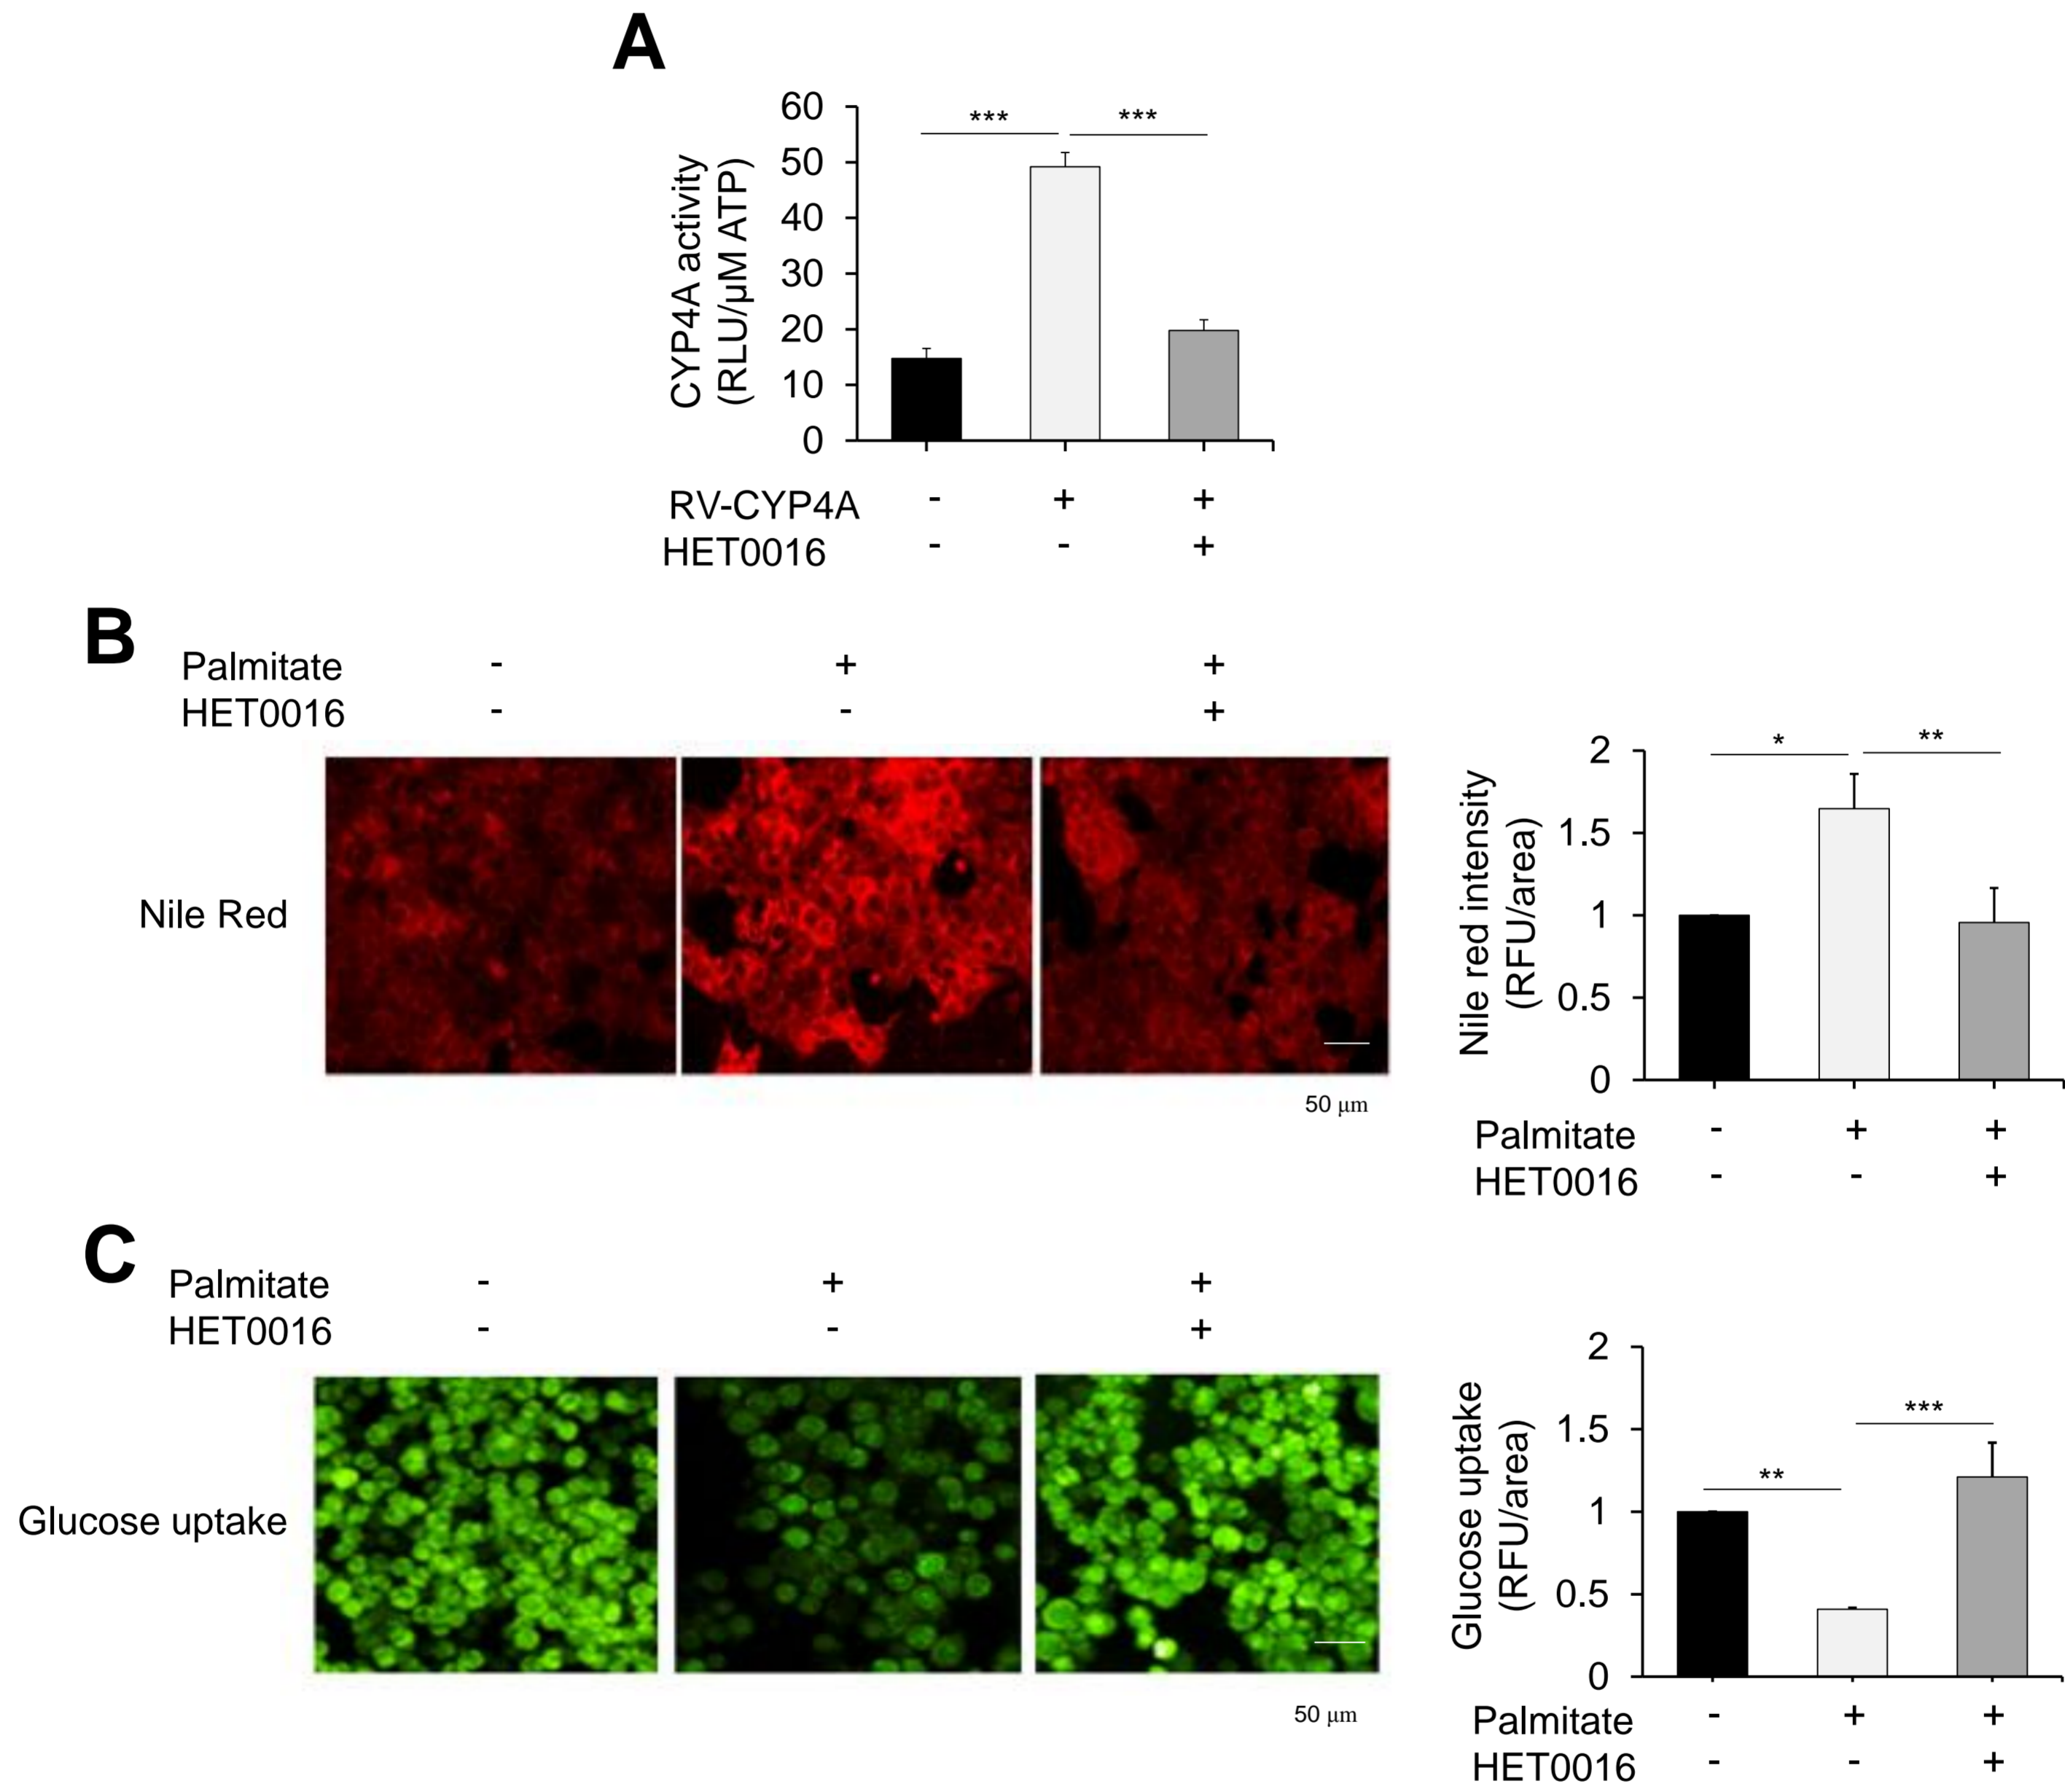 A
60
50
40
30
20
10
0
CYP4A activity
(RLU/μM ATP)
*** ***
RV-CYP4A - + +
HET0016 - - +
B
Palmitate - + +
HET0016 - - +
Nile Red
50 μm
2
1.5
1
0.5
0
Nile red intensity
(RFU/area)
* **
Palmitate - + +
HET0016 - - +
C
Palmitate - + +
HET0016 - - +
Glucose uptake
50 μm
2
1.5
1
0.5
0
Glucose uptake
(RFU/area)
** ***
Palmitate - + +
HET0016 - - +